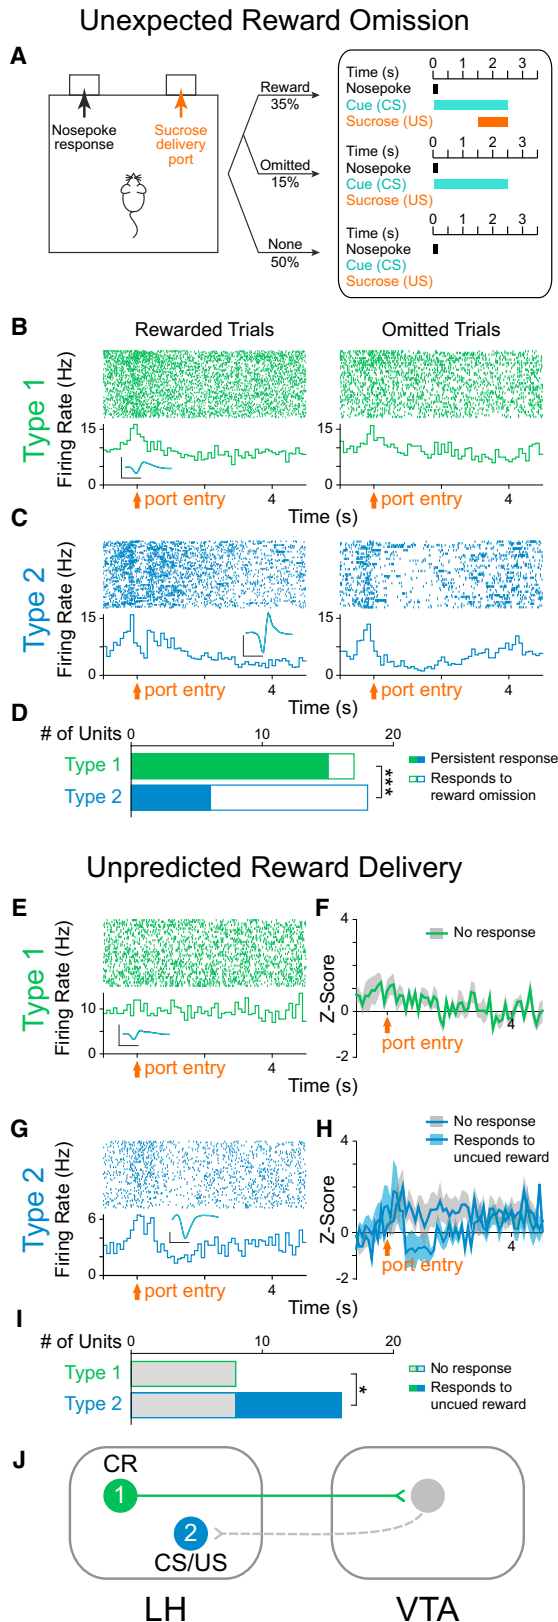 Unexpected Reward Omission
A
Nosepoke response
Sucrose delivery port
Reward
35%
Omitted
15%
None
50%
0 1 2 3
Time (s)
Nosepoke
Cue (CS)
Sucrose (US)
0 1 2 3
Time (s)
Nosepoke
Cue (CS)
Sucrose (US)
0 1 2 3
Time (s)
Nosepoke
Cue (CS)
Sucrose (US)
B
Rewarded Trials
Omitted Trials
Type 1
Firing Rate (Hz)
15
0
port entry
4
port entry
4
Time (s)
C
Type 2
Firing Rate (Hz)
15
0
port entry
4
port entry
4
Time (s)
D
# of Units
0 10 20
Type 1
Type 2
***
Persistent response
Responds to reward omission
Unpredicted Reward Delivery
E
Type 1
Firing Rate (Hz)
10
0
port entry
4
Time (s)
F
Z-Score
4
0
-2
No response
port entry
4
G
Type 2
Firing Rate (Hz)
6
0
port entry
4
Time (s)
H
Z-Score
4
0
-2
No response
Responds to uncued reward
port entry
4
I
# of Units
0 10 20
Type 1
Type 2
*
No response
Responds to uncued reward
J
CR
1
2
CS/US
LH
VTA